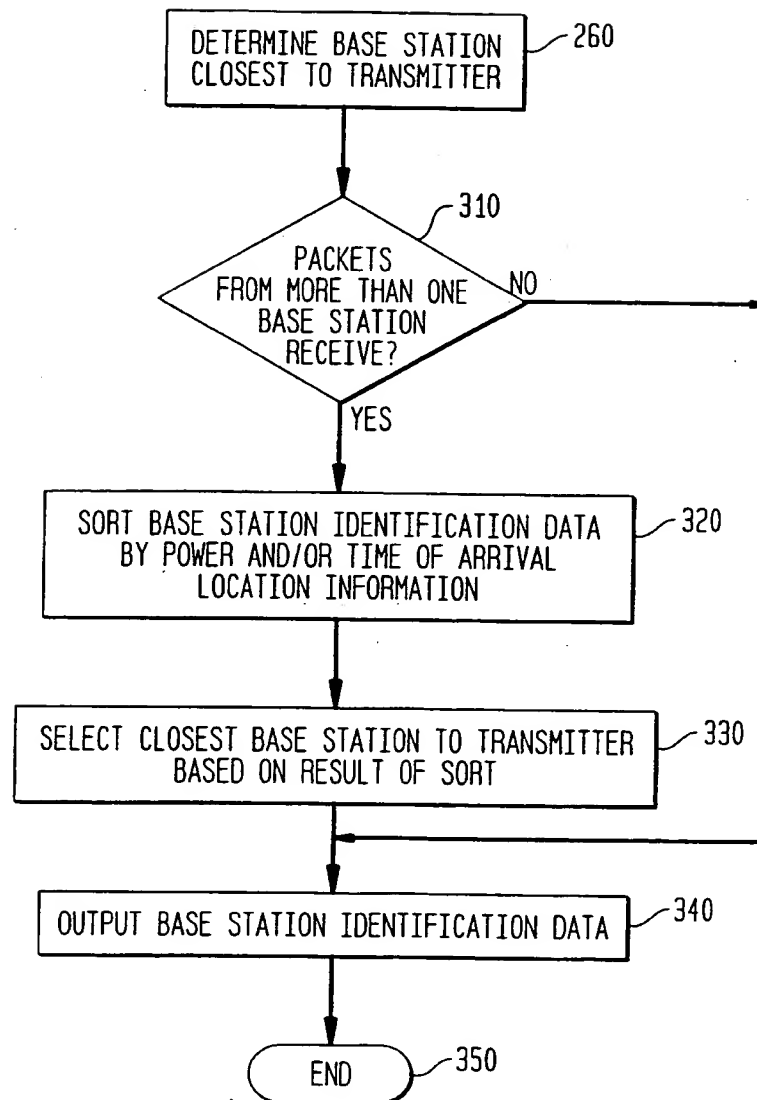 DETERMINE BASE STATION
CLOSEST TO TRANSMITTER
260
310
PACKETS
FROM MORE THAN ONE
BASE STATION
RECEIVE?
NO
YES
SORT BASE STATION IDENTIFICATION DATA
BY POWER AND/OR TIME OF ARRIVAL
LOCATION INFORMATION
320
SELECT CLOSEST BASE STATION TO TRANSMITTER
BASED ON RESULT OF SORT
330
OUTPUT BASE STATION IDENTIFICATION DATA
340
END
350